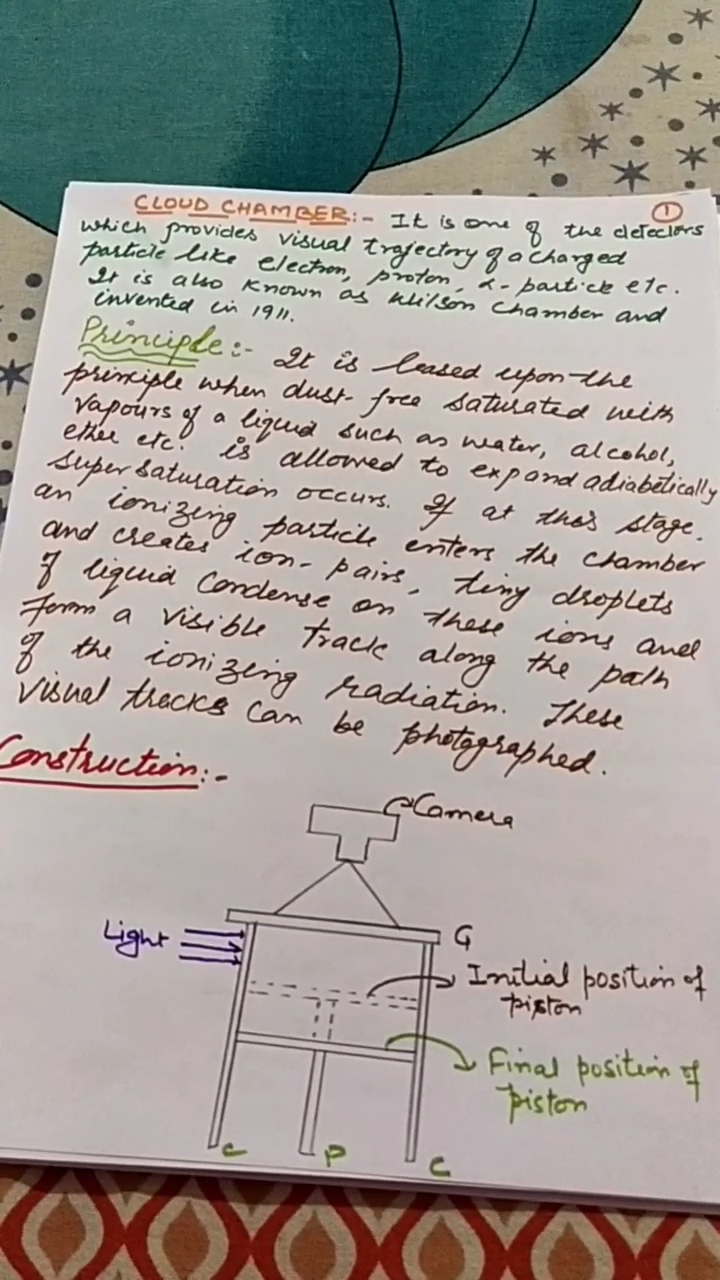 CLOUD CHAMBER:- It is one of the detectors
①
which provides visual trajectory of a charged
particle like electron, proton, α-particle etc.
It is also known as Wilson Chamber and
invented in 1911.
Principle:- It is based upon the
principle when dust-free saturated with
vapours of a liquid such as water, alcohol,
ether etc. is allowed to expand adiabetically
supersaturation occurs. If at this stage.
an ionizing particle enters the chamber
and creates ion-pairs, tiny droplets
of liquid condense on these ions and
form a visible track along the path
of the ionizing radiation. These
visual tracks can be photographed.
Construction:-
Camera
Light
G
Initial position of
piston
Final position of
piston
C
P
C